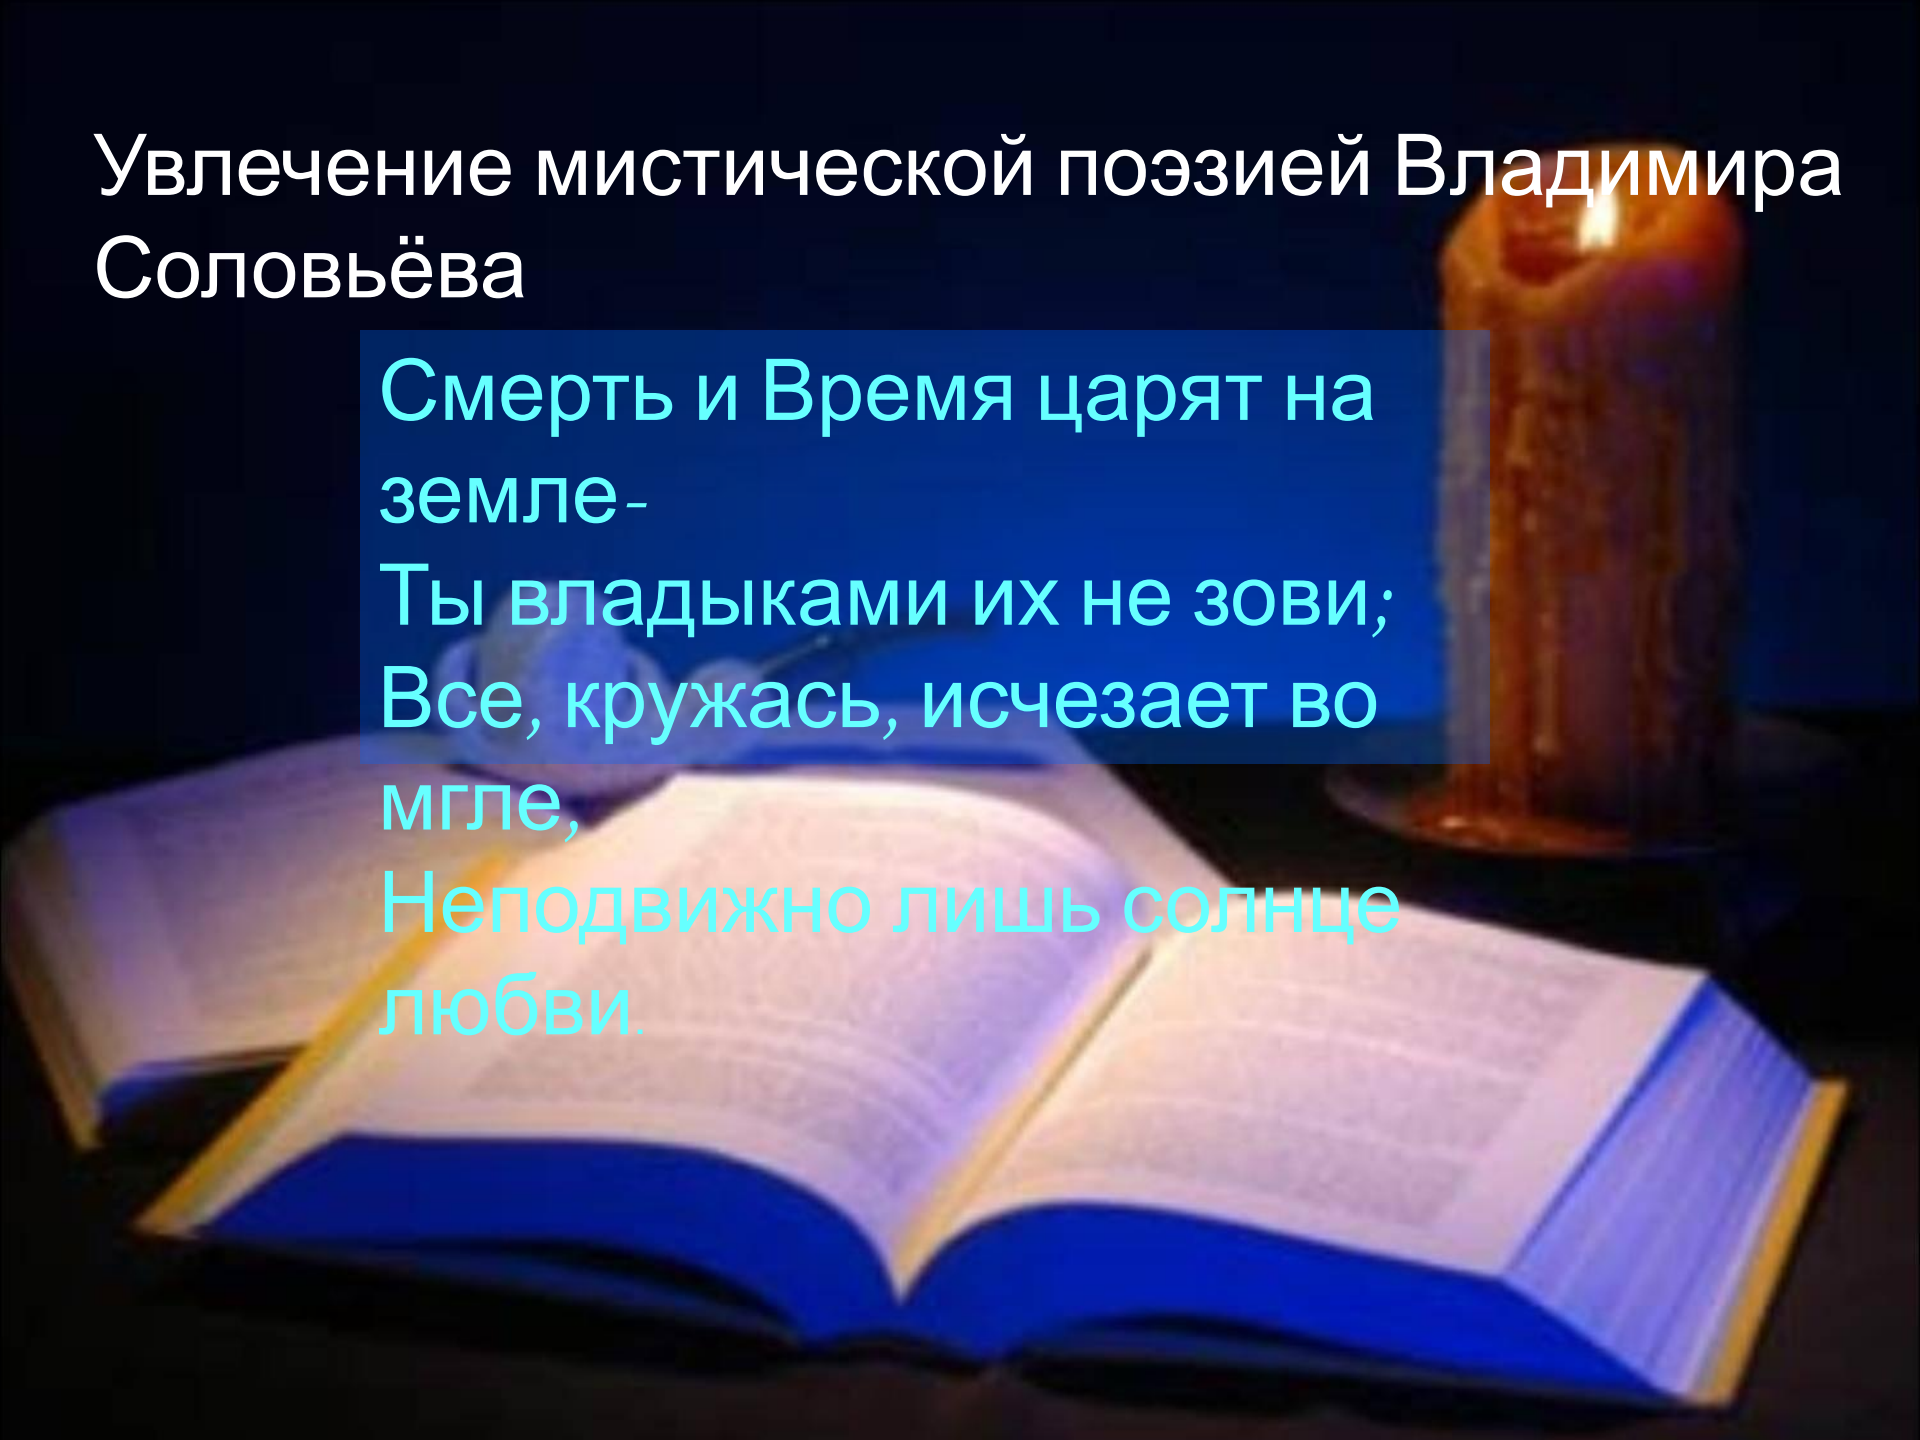 Увлечение мистической поэзией Владимира
Соловьёва
Смерть и Время царят на
земле-
Ты владыками их не зови;
Все, кружась, исчезает во
мгле,
Неподвижно лишь солнце
любви.